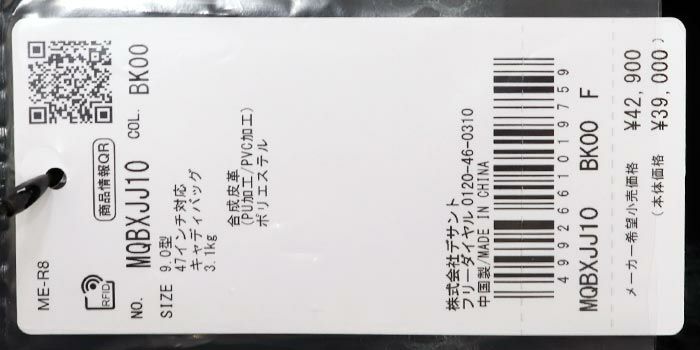 商品情報QR
ME-R8
RFID
NO. MQBXJJ10 COL. BK00
SIZE 9.0型
47インチ対応
キャディバッグ
3.1kg
合成皮革
(PU加工/PVC加工)
ポリエステル
株式会社デサント
フリーダイヤル 0120-46-0310
中国製/MADE IN CHINA
4992661019759
MQBXJJ10 BK00 F
メーカー希望小売価格 ¥42,900
(本体価格 ¥39,000)